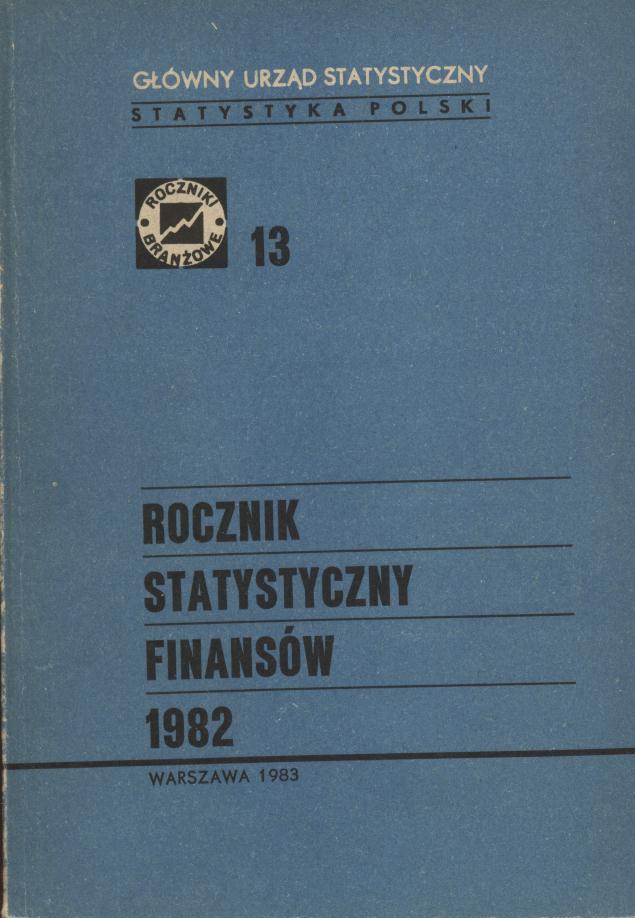 GŁÓWNY URZĄD STATYSTYCZNY
STATYSTYKA POLSKI
ROCZNIKI
BRANŻOWE
13
ROCZNIK
STATYSTYCZNY
FINANSÓW
1982
WARSZAWA 1983